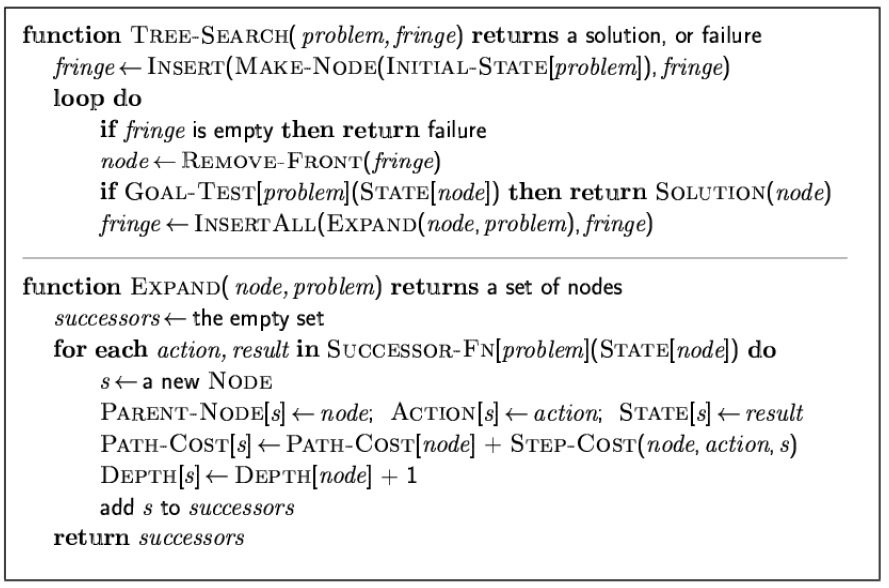 function TREE-SEARCH( problem, fringe) returns a solution, or failure
fringe ← INSERT(MAKE-NODE(INITIAL-STATE[problem]), fringe)
loop do
if fringe is empty then return failure
node ← REMOVE-FRONT(fringe)
if GOAL-TEST[problem](STATE[node]) then return SOLUTION(node)
fringe ← INSERTALL(EXPAND(node, problem), fringe)
function EXPAND( node, problem) returns a set of nodes
successors ← the empty set
for each action, result in SUCCESSOR-FN[problem](STATE[node]) do
s ← a new NODE
PARENT-NODE[s] ← node; ACTION[s] ← action; STATE[s] ← result
PATH-COST[s] ← PATH-COST[node] + STEP-COST(node, action, s)
DEPTH[s] ← DEPTH[node] + 1
add s to successors
return successors